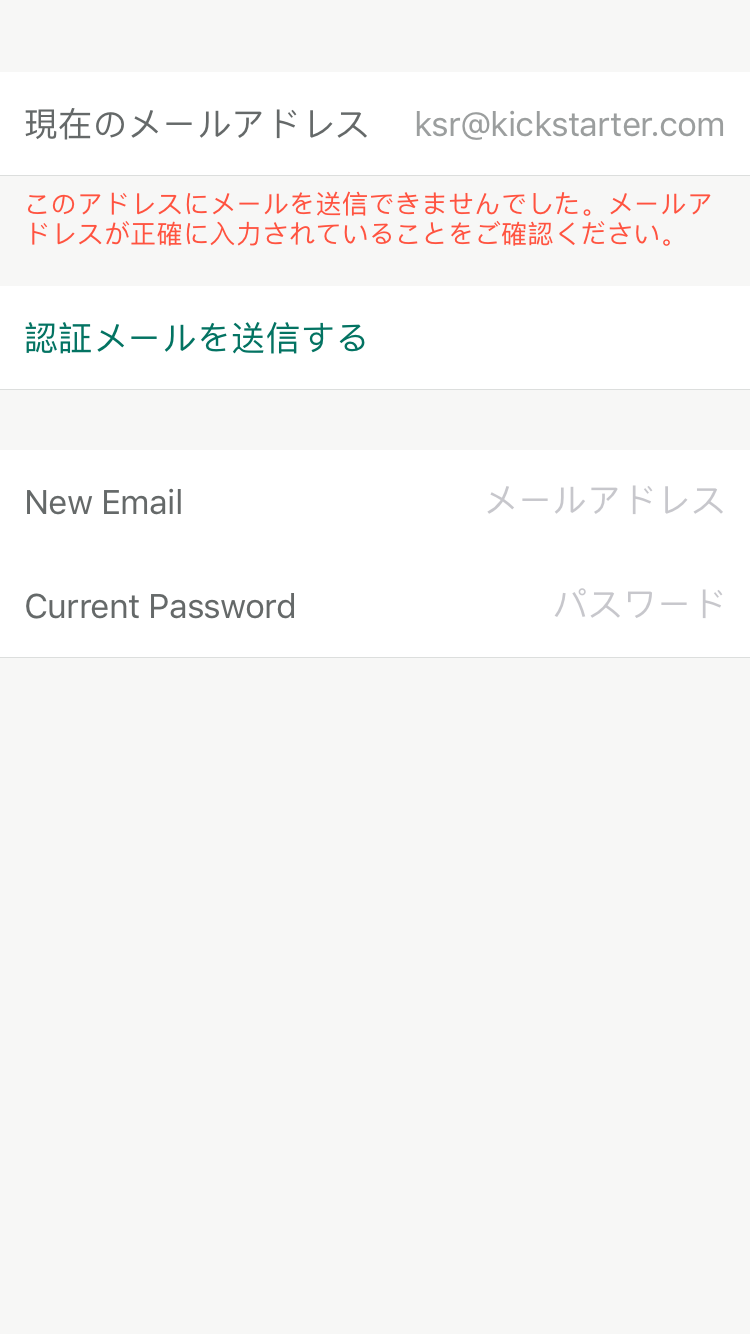 現在のメールアドレス ksr@kickstarter.com
このアドレスにメールを送信できませんでした。メールア
ドレスが正確に入力されていることをご確認ください。
認証メールを送信する
New Email メールアドレス
Current Password パスワード